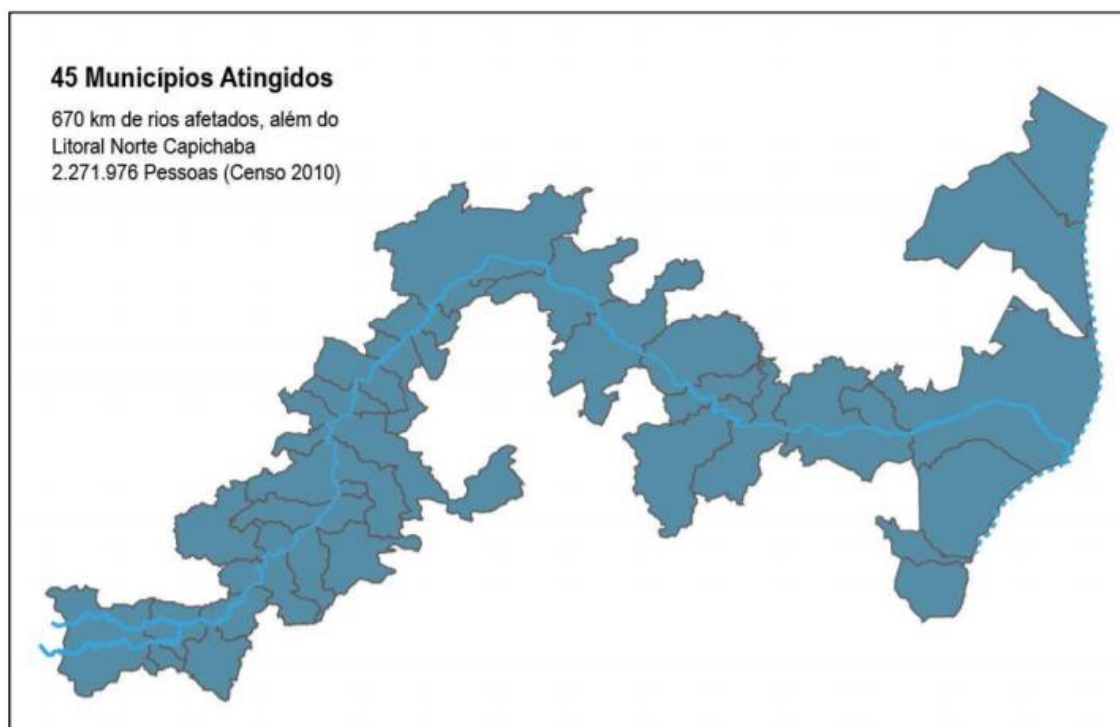 45 Municípios Atingidos
670 km de rios afetados, além do
Litoral Norte Capichaba
2.271.976 Pessoas (Censo 2010)